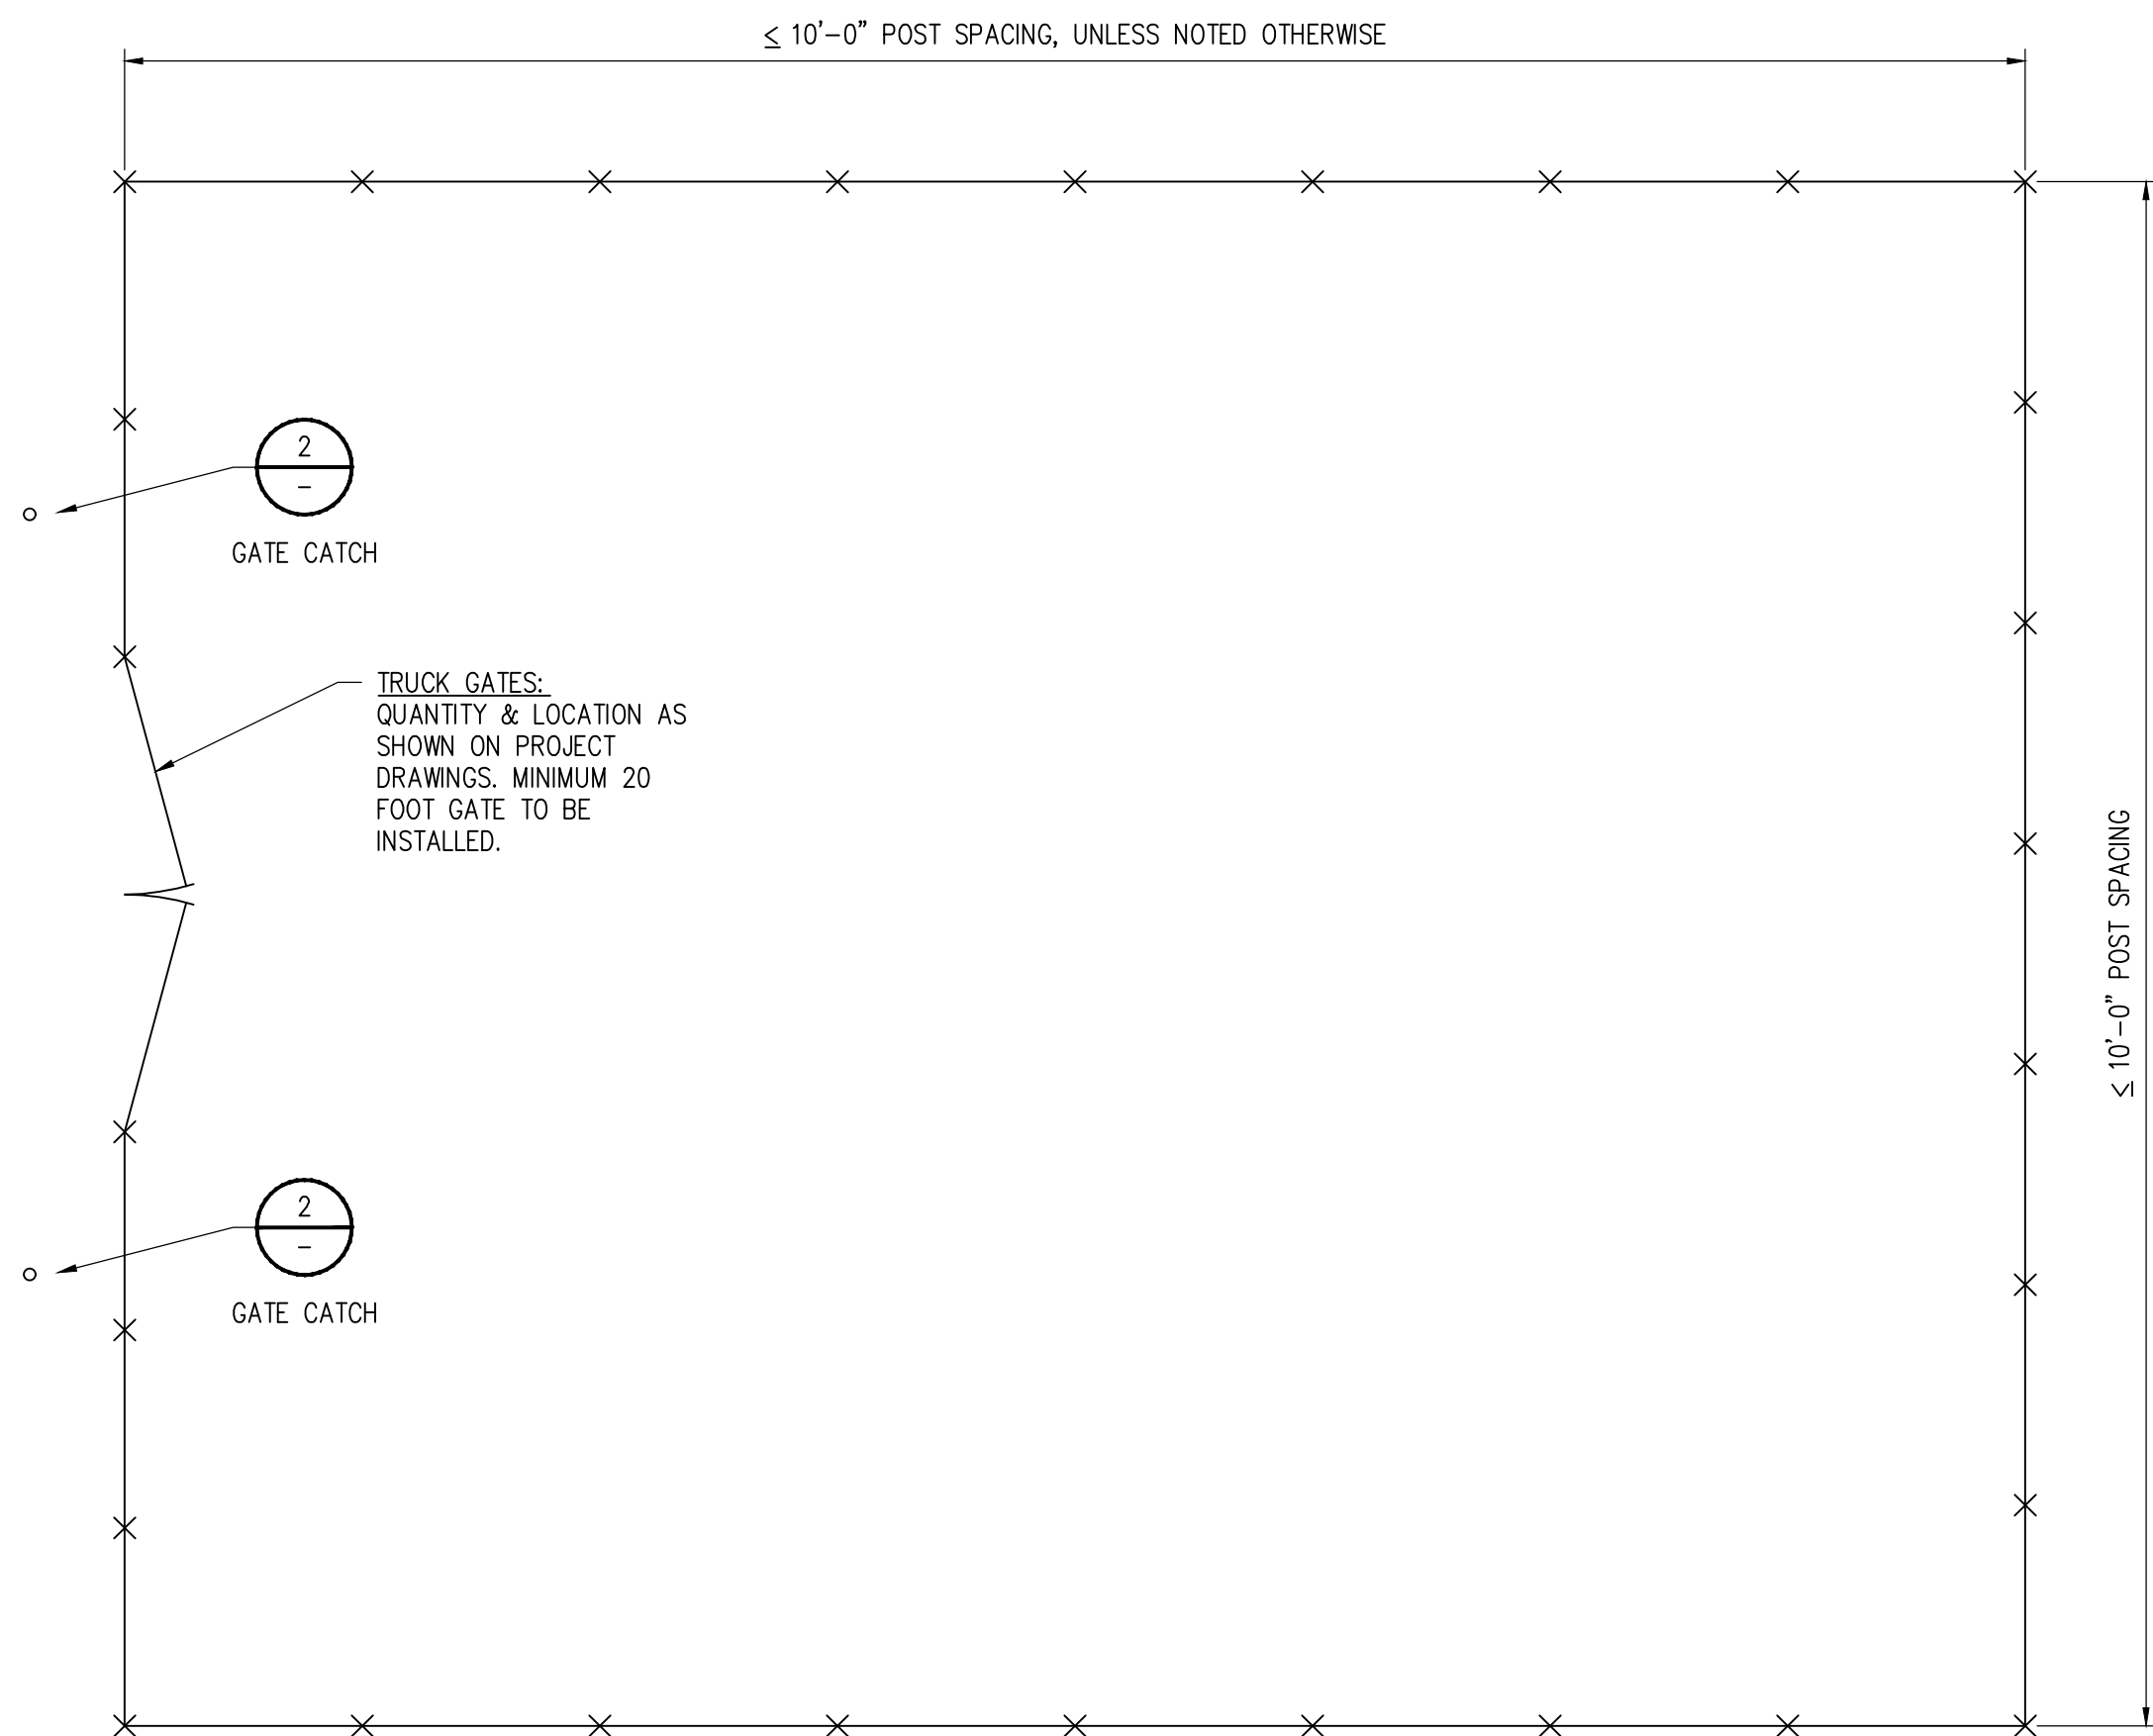 ≤ 10'-0" POST SPACING, UNLESS NOTED OTHERWISE
2
-
GATE CATCH
TRUCK GATES:
QUANTITY & LOCATION AS
SHOWN ON PROJECT
DRAWINGS. MINIMUM 20
FOOT GATE TO BE
INSTALLED.
≤ 10'-0" POST SPACING
2
-
GATE CATCH